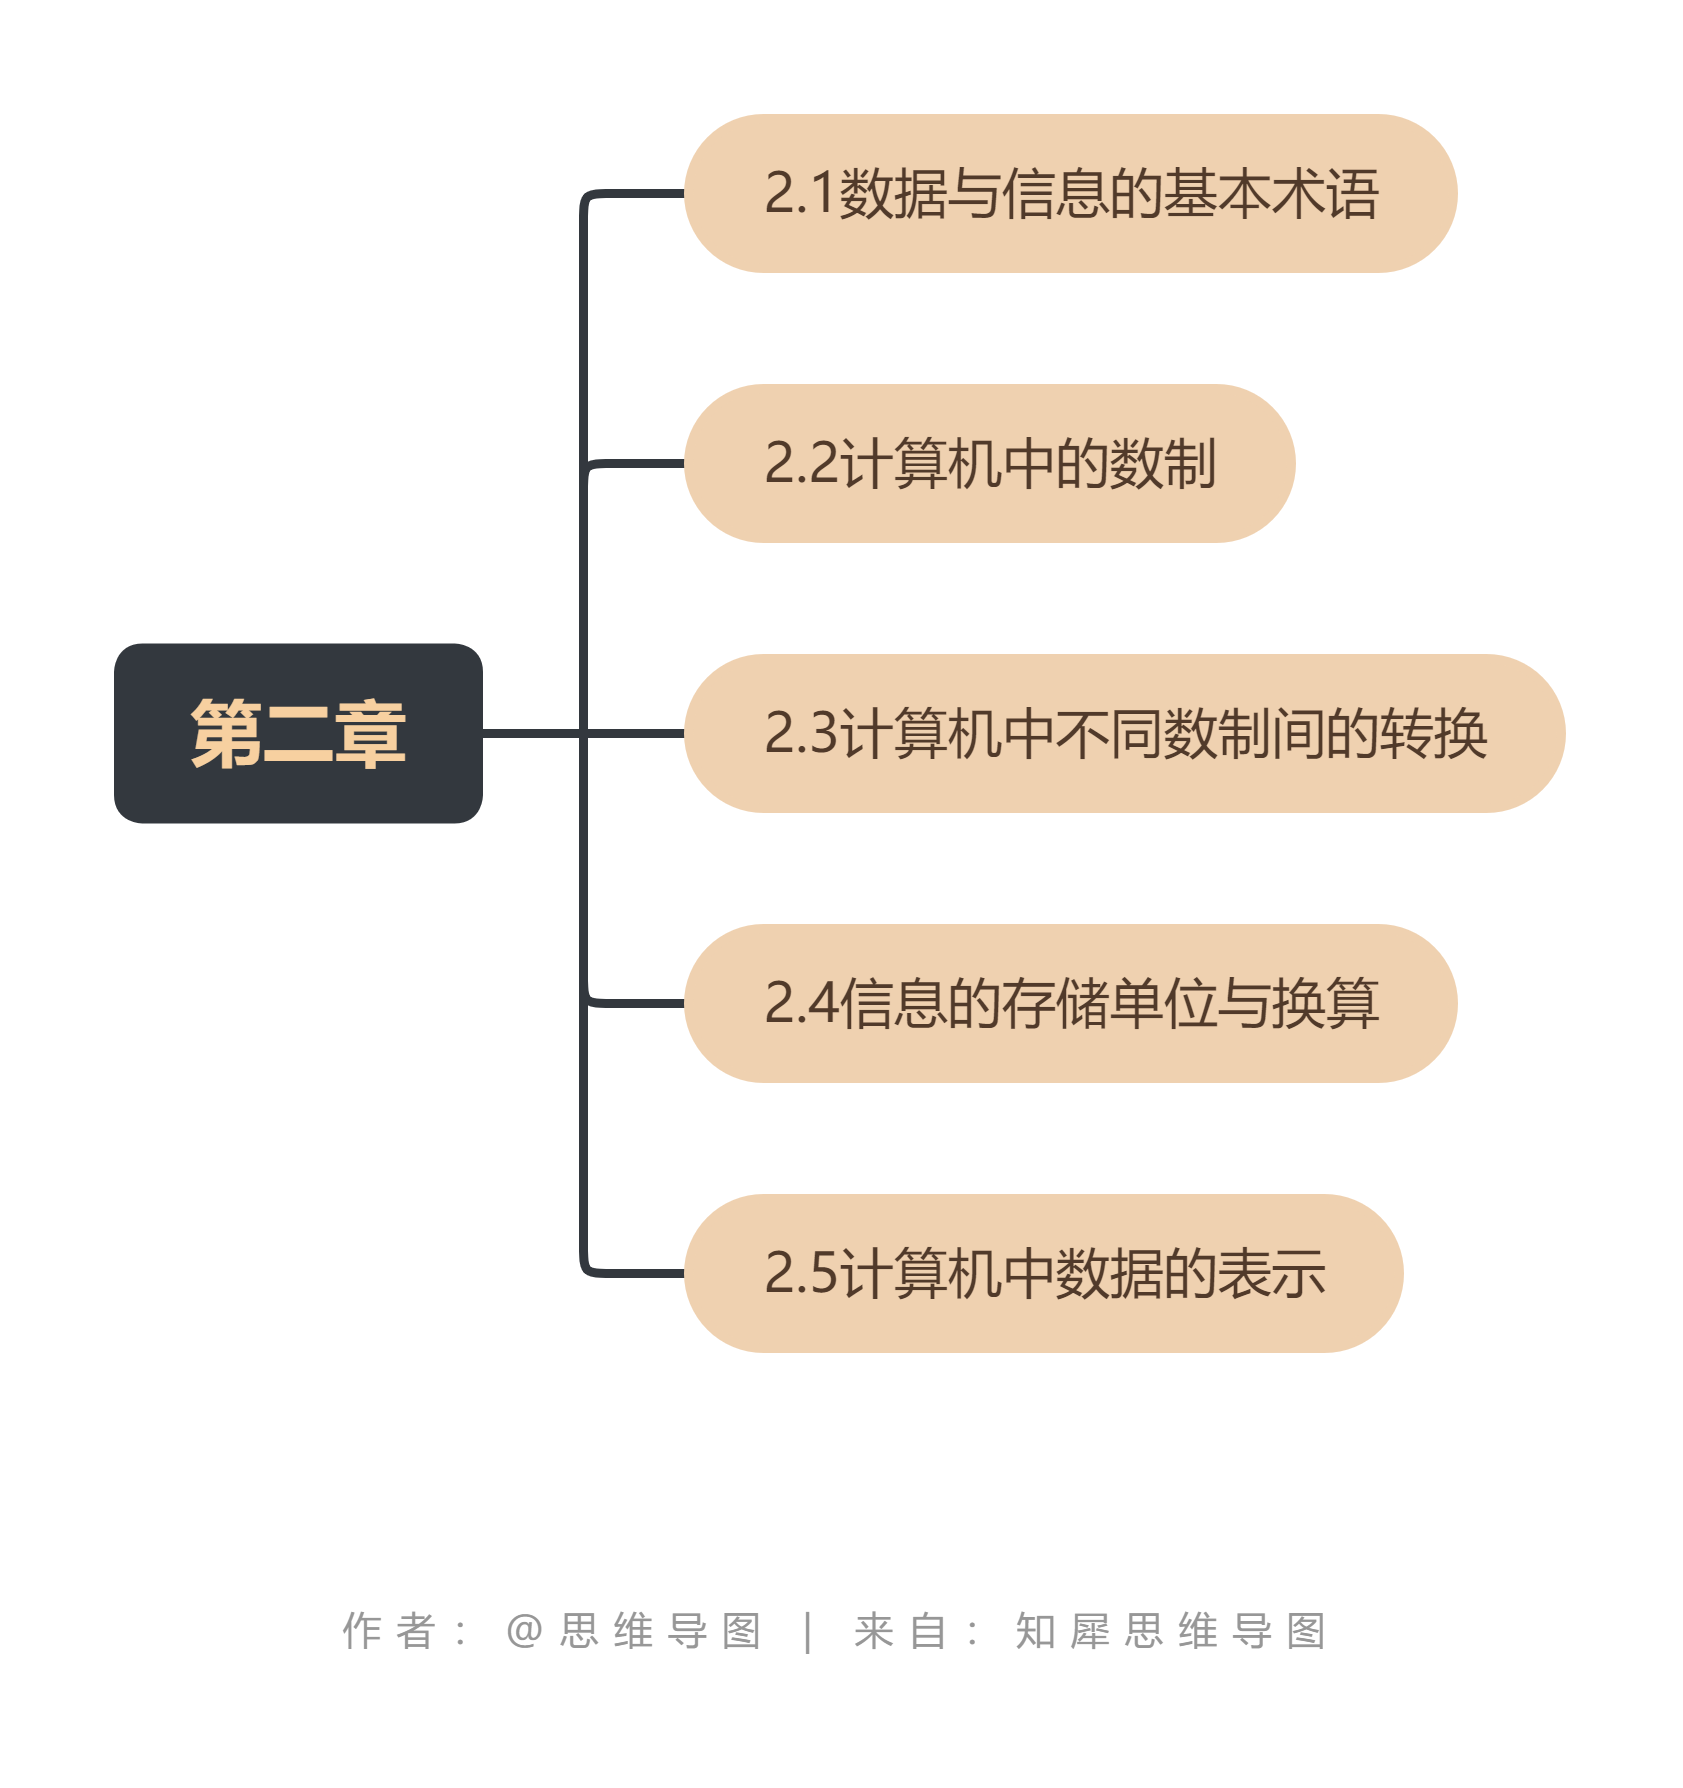 2.1数据与信息的基本术语
2.2计算机中的数制
第二章
2.3计算机中不同数制间的转换
2.4信息的存储单位与换算
2.5计算机中数据的表示
作者：@思维导图 | 来自：知犀思维导图